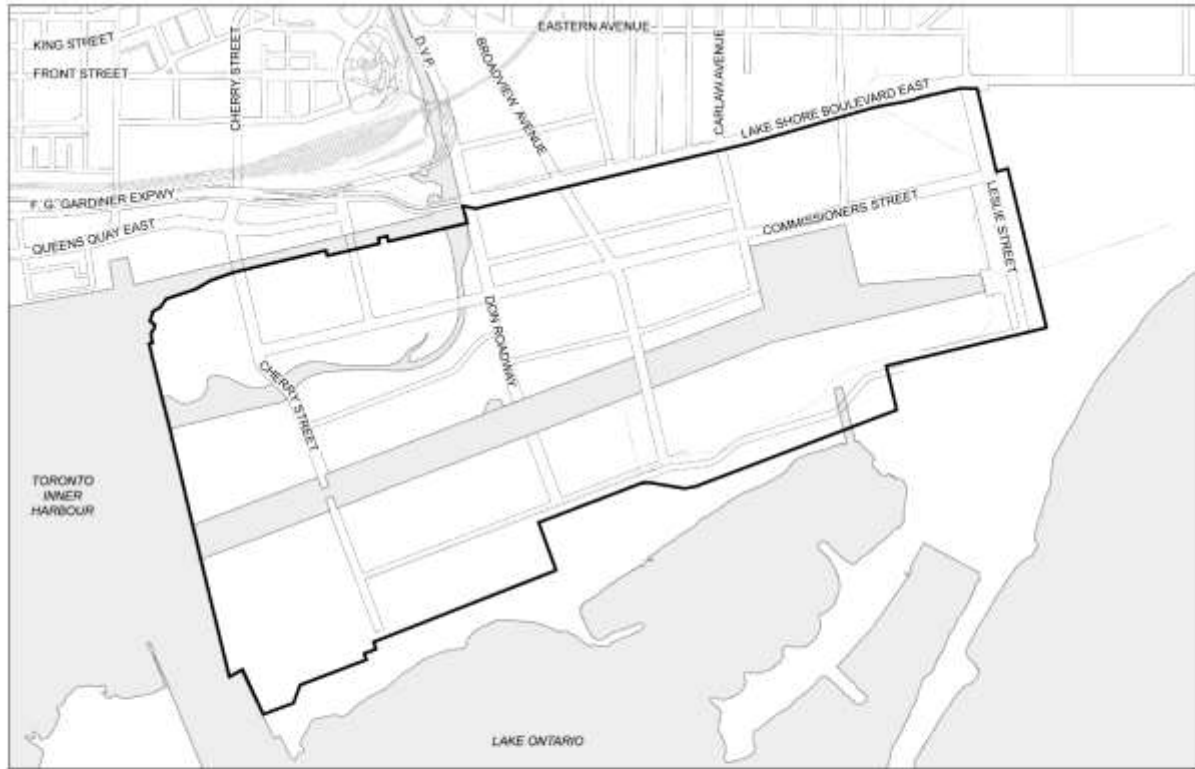 EASTERN AVENUE
KING STREET
FRONT STREET
CHERRY STREET
D.V.P.
BROADVIEW AVENUE
CARLAW AVENUE
LAKE SHORE BOULEVARD EAST
F. G. GARDINER EXPWY
QUEENS QUAY EAST
COMMISSIONERS STREET
LESLIE STREET
DON ROADWAY
CHERRY STREET
TORONTO
INNER
HARBOUR
LAKE ONTARIO